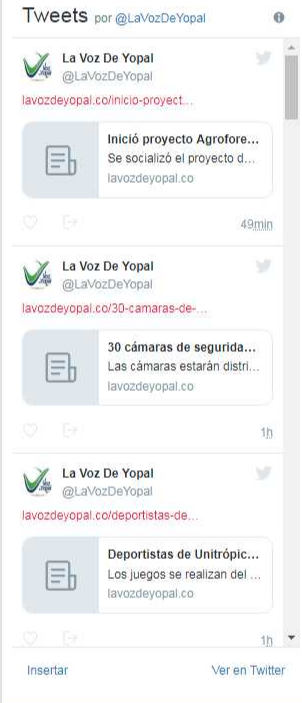 Tweets por @LaVozDeYopal
La Voz De Yopal
@LaVozDeYopal
lavozdeyopal.co/inicio-proyect…
Inició proyecto Agrofore…
Se socializó el proyecto d…
lavozdeyopal.co
49min
La Voz De Yopal
@LaVozDeYopal
lavozdeyopal.co/30-camaras-de-…
30 cámaras de segurida…
Las cámaras estarán distri…
lavozdeyopal.co
1h
La Voz De Yopal
@LaVozDeYopal
lavozdeyopal.co/deportistas-de…
Deportistas de Unitrópic…
Los juegos se realizan del …
lavozdeyopal.co
1h
Insertar Ver en Twitter